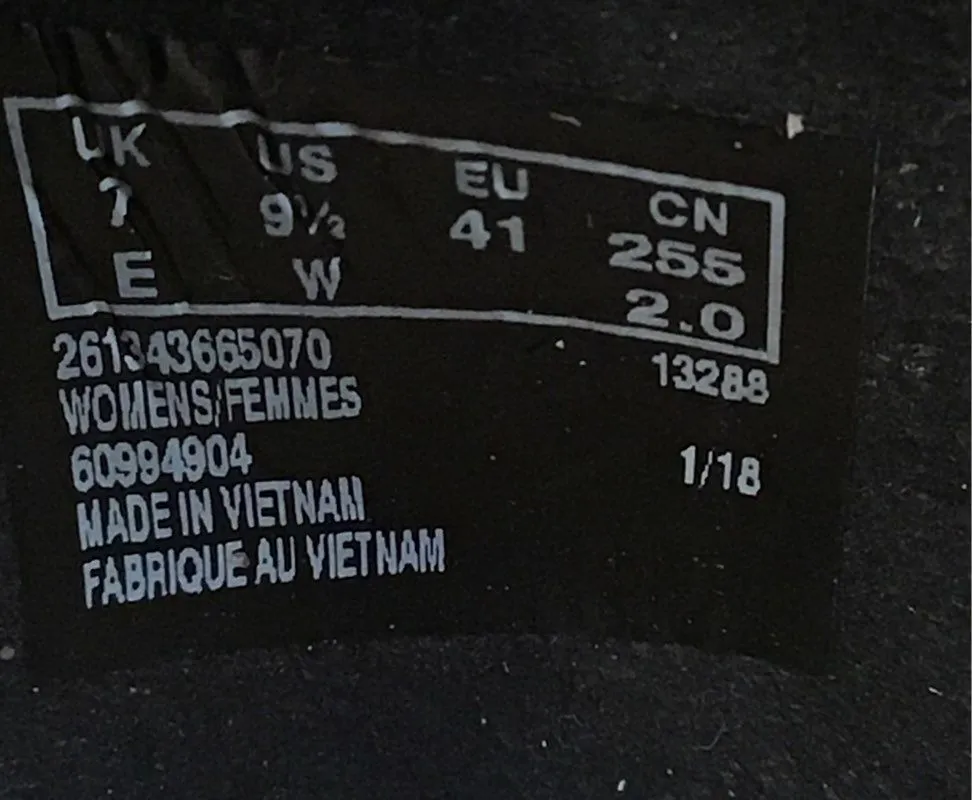 UK US EU CN
7 9½ 41 255
E W 2.0
261343665070 13288
WOMENS/FEMMES
60994904 1/18
MADE IN VIETNAM
FABRIQUE AU VIETNAM